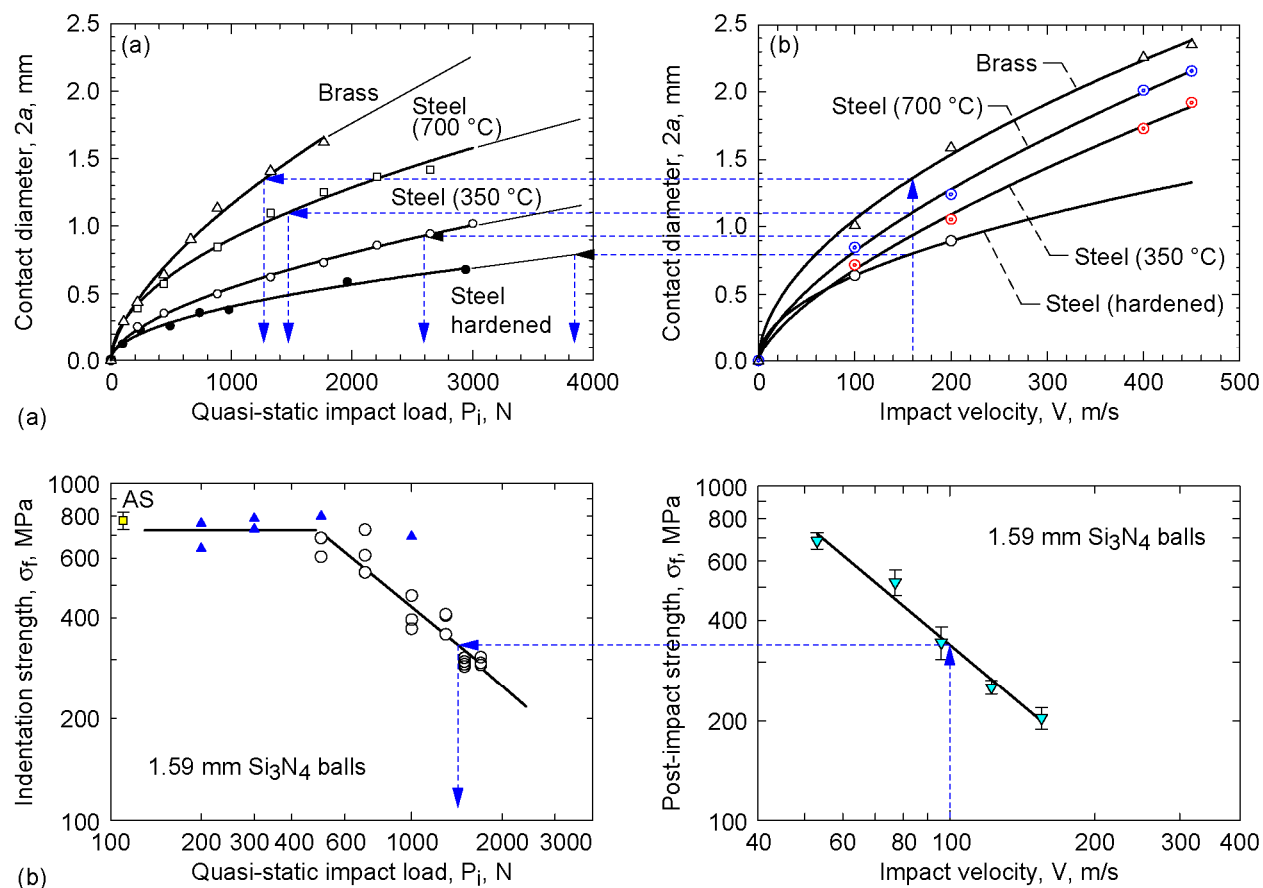 (a)
2.5
2.0
1.5
1.0
0.5
0.0
Contact diameter, 2a, mm
Brass
Steel
(700 °C)
Steel (350 °C)
Steel
hardened
0 1000 2000 3000 4000
Quasi-static impact load, Pi, N
(a)
(b)
2.5
2.0
1.5
1.0
0.5
0.0
Contact diameter, 2a, mm
Brass
Steel (700 °C)
Steel (350 °C)
Steel (hardened)
0 100 200 300 400 500
Impact velocity, V, m/s
1000
800
600
400
200
100
Indentation strength, σf, MPa
AS
1.59 mm Si3N4 balls
100 200 300 400 600 1000 2000 3000
Quasi-static impact load, Pi, N
(b)
1000
800
600
400
200
100
Post-impact strength, σf, MPa
1.59 mm Si3N4 balls
40 60 80 100 200 400
Impact velocity, V, m/s